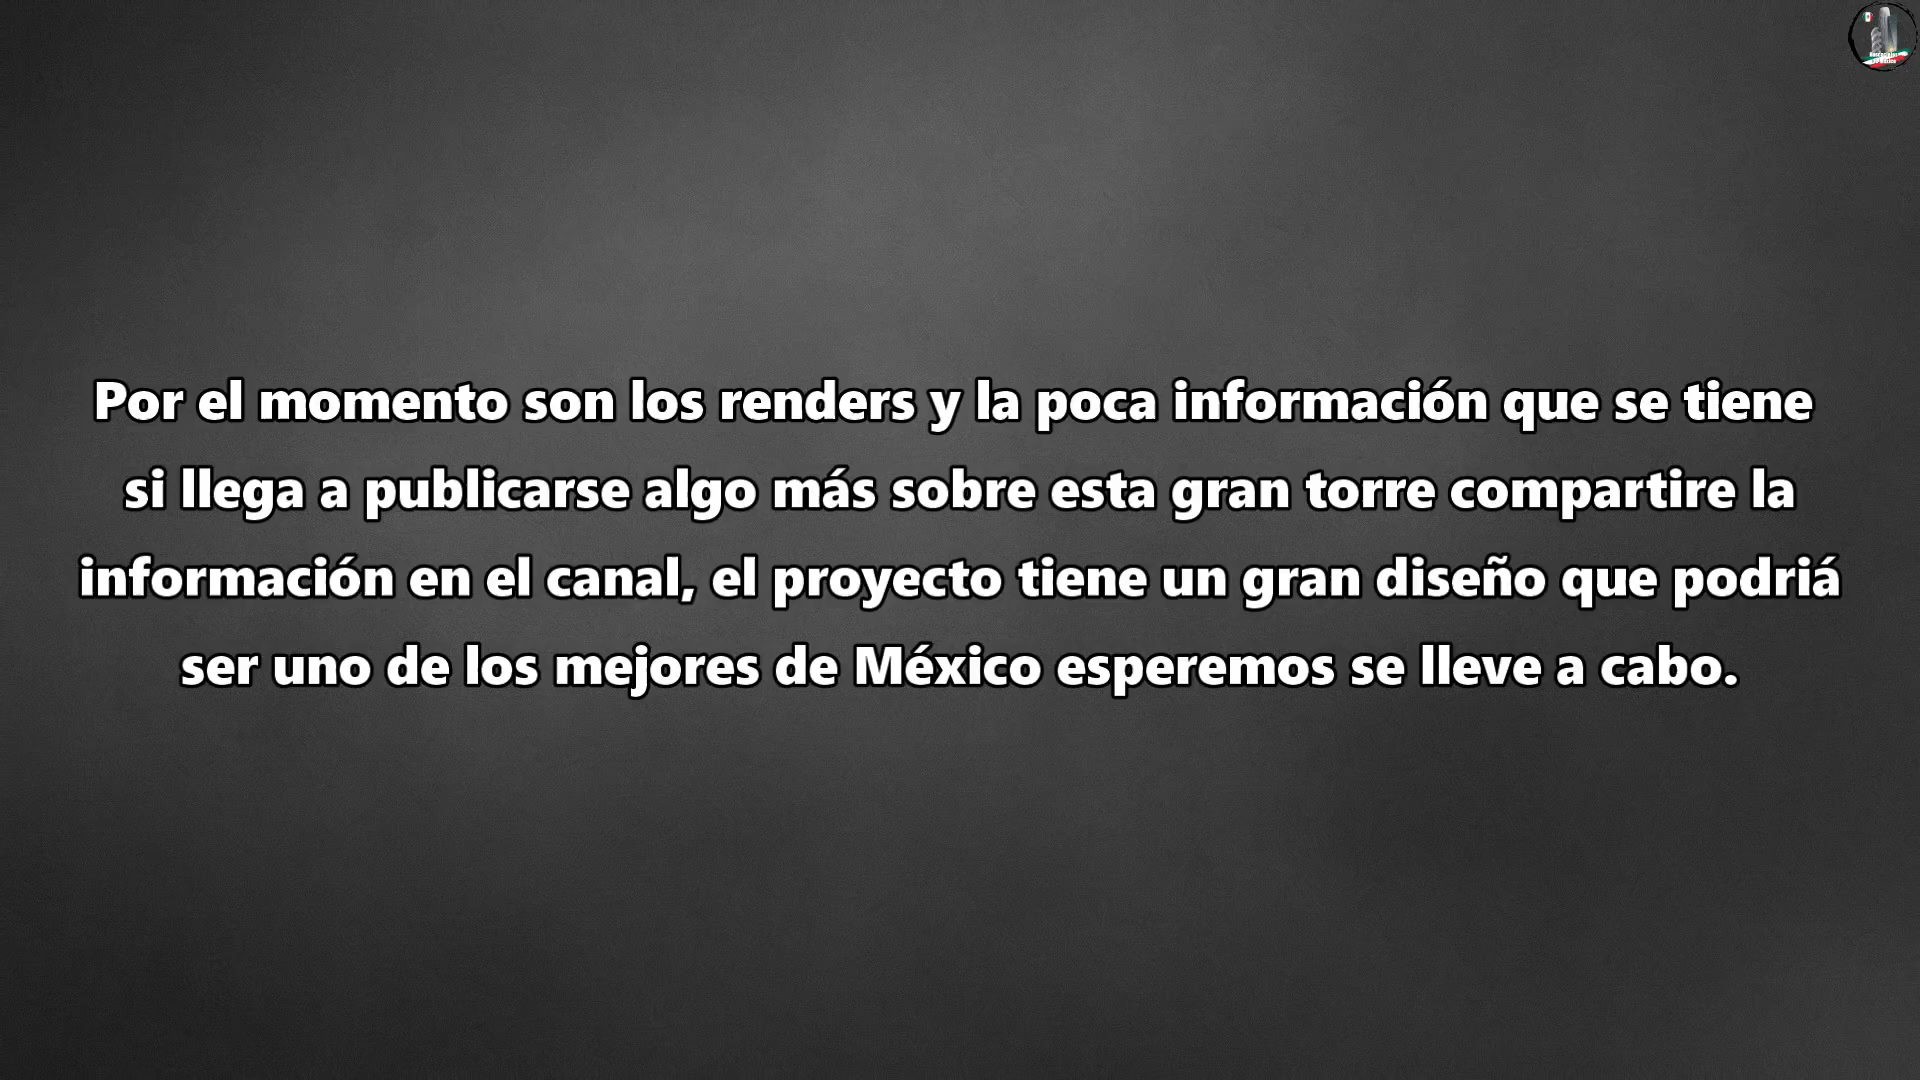 Por el momento son los renders y la poca información que se tiene
si llega a publicarse algo más sobre esta gran torre compartire la
información en el canal, el proyecto tiene un gran diseño que podriá
ser uno de los mejores de México esperemos se lleve a cabo.